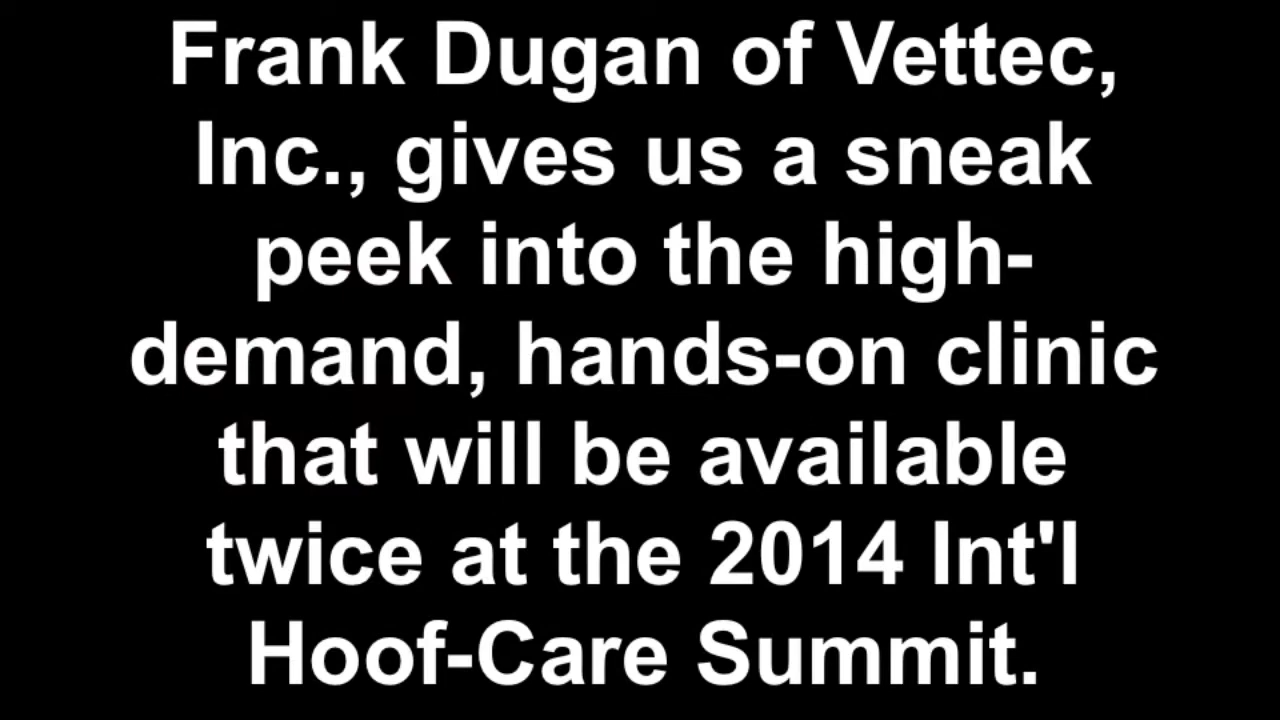 Frank Dugan of Vettec,
Inc., gives us a sneak
peek into the high-
demand, hands-on clinic
that will be available
twice at the 2014 Int'l
Hoof-Care Summit.